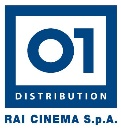 01
DISTRIBUTION
RAI CINEMA S.p.A.